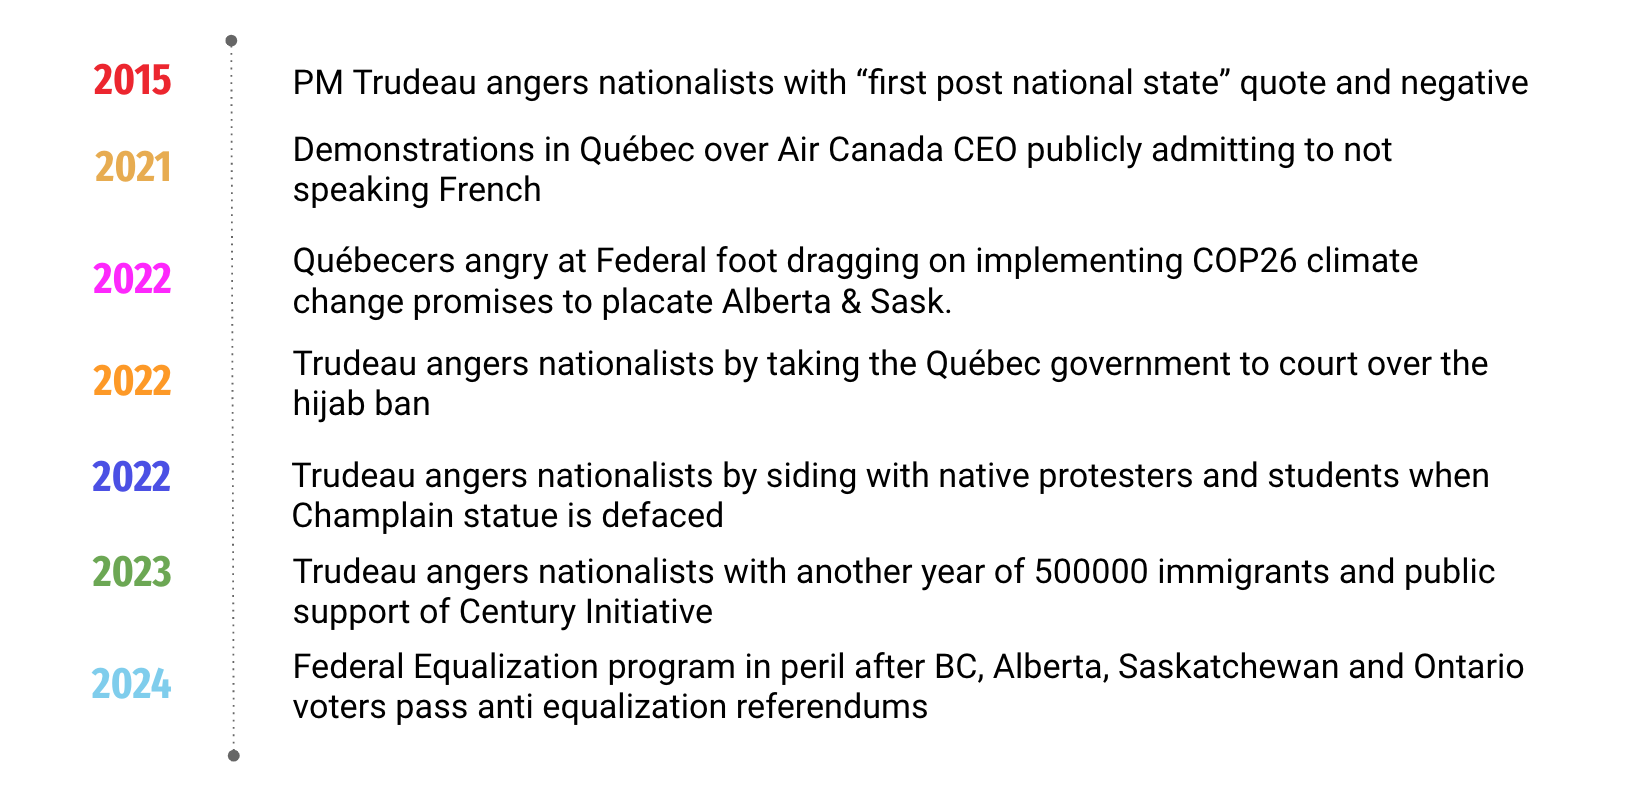 2015
PM Trudeau angers nationalists with “first post national state” quote and negative
2021
Demonstrations in Québec over Air Canada CEO publicly admitting to not
speaking French
2022
Québecers angry at Federal foot dragging on implementing COP26 climate
change promises to placate Alberta & Sask.
2022
Trudeau angers nationalists by taking the Québec government to court over the
hijab ban
2022
Trudeau angers nationalists by siding with native protesters and students when
Champlain statue is defaced
2023
Trudeau angers nationalists with another year of 500000 immigrants and public
support of Century Initiative
2024
Federal Equalization program in peril after BC, Alberta, Saskatchewan and Ontario
voters pass anti equalization referendums